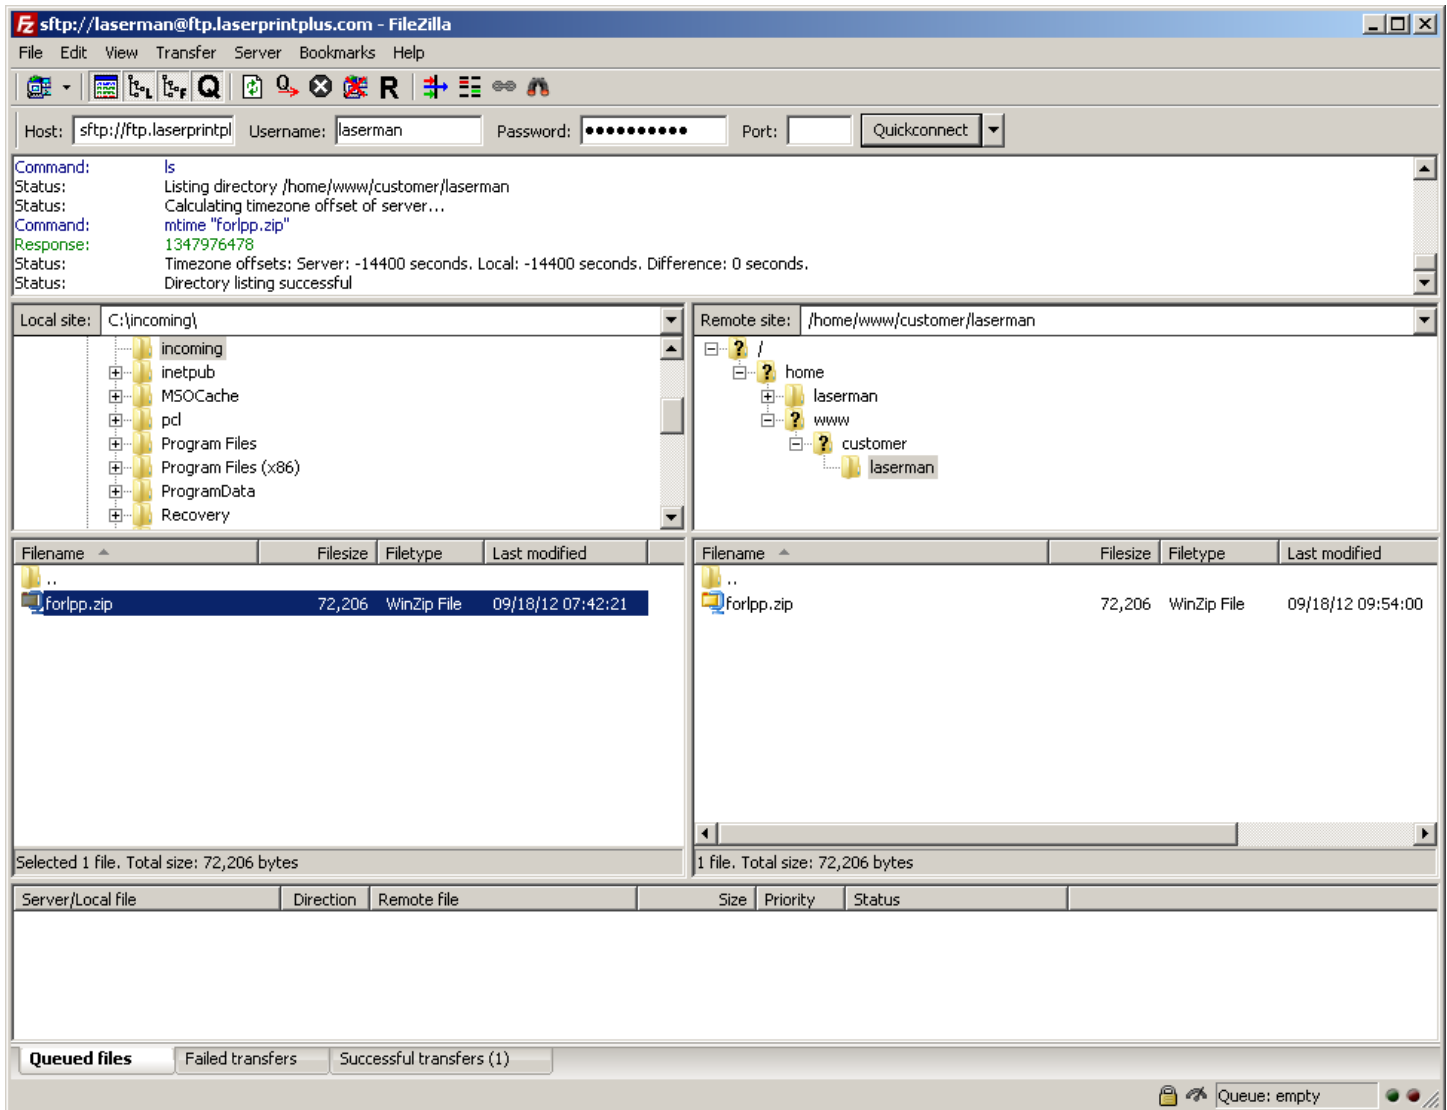 sftp://laserman@ftp.laserprintplus.com - FileZilla
File Edit View Transfer Server Bookmarks Help
Host: sftp://ftp.laserprintpl Username: laserman Password: ●●●●●●●●●● Port: Quickconnect
Command: ls
Status: Listing directory /home/www/customer/laserman
Status: Calculating timezone offset of server...
Command: mtime "forlpp.zip"
Response: 1347976478
Status: Timezone offsets: Server: -14400 seconds. Local: -14400 seconds. Difference: 0 seconds.
Status: Directory listing successful
Local site: C:\incoming\
incoming
inetpub
MSOCache
pcl
Program Files
Program Files (x86)
ProgramData
Recovery
Remote site: /home/www/customer/laserman
/
home
laserman
www
customer
laserman
Filename Filesize Filetype Last modified
..
forlpp.zip 72,206 WinZip File 09/18/12 07:42:21
Selected 1 file. Total size: 72,206 bytes
Filename Filesize Filetype Last modified
..
forlpp.zip 72,206 WinZip File 09/18/12 09:54:00
1 file. Total size: 72,206 bytes
Server/Local file Direction Remote file Size Priority Status
Queued files Failed transfers Successful transfers (1)
Queue: empty